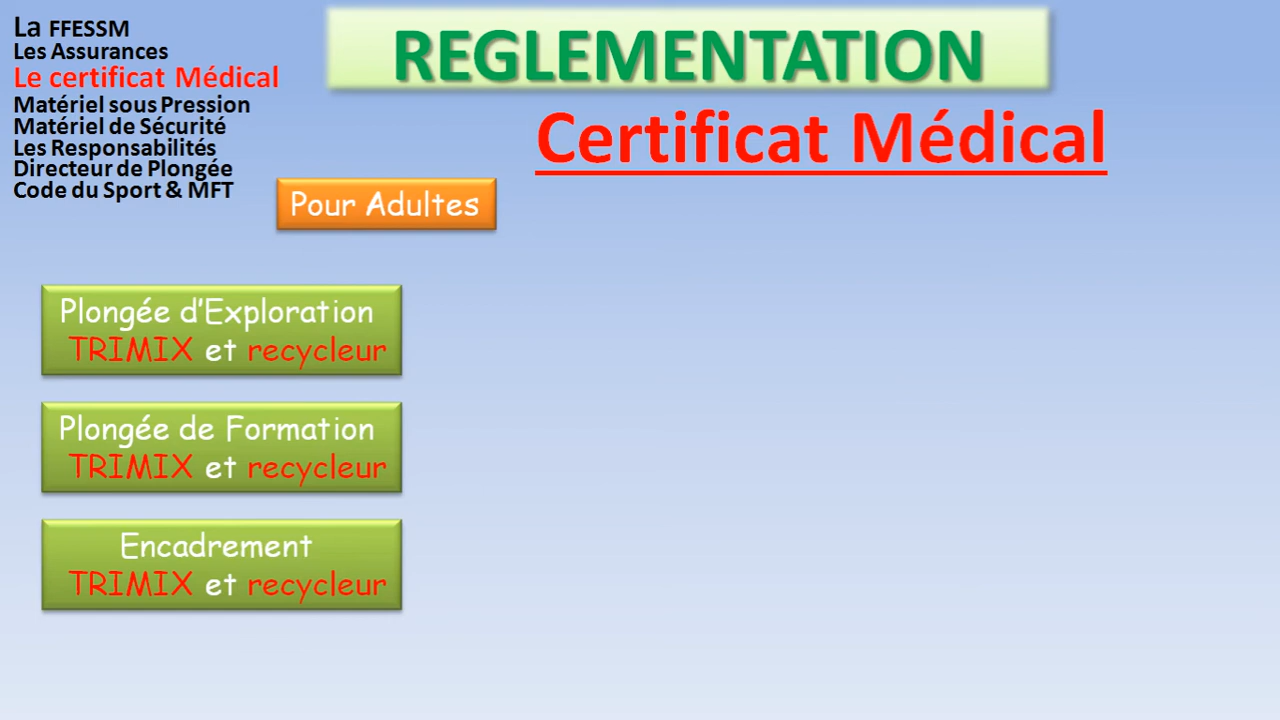 La FFESSM
Les Assurances
Le certificat Médical
Matériel sous Pression
Matériel de Sécurité
Les Responsabilités
Directeur de Plongée
Code du Sport & MFT
REGLEMENTATION
Certificat Médical
Pour Adultes
Plongée d'Exploration
TRIMIX et recycleur
Plongée de Formation
TRIMIX et recycleur
Encadrement
TRIMIX et recycleur